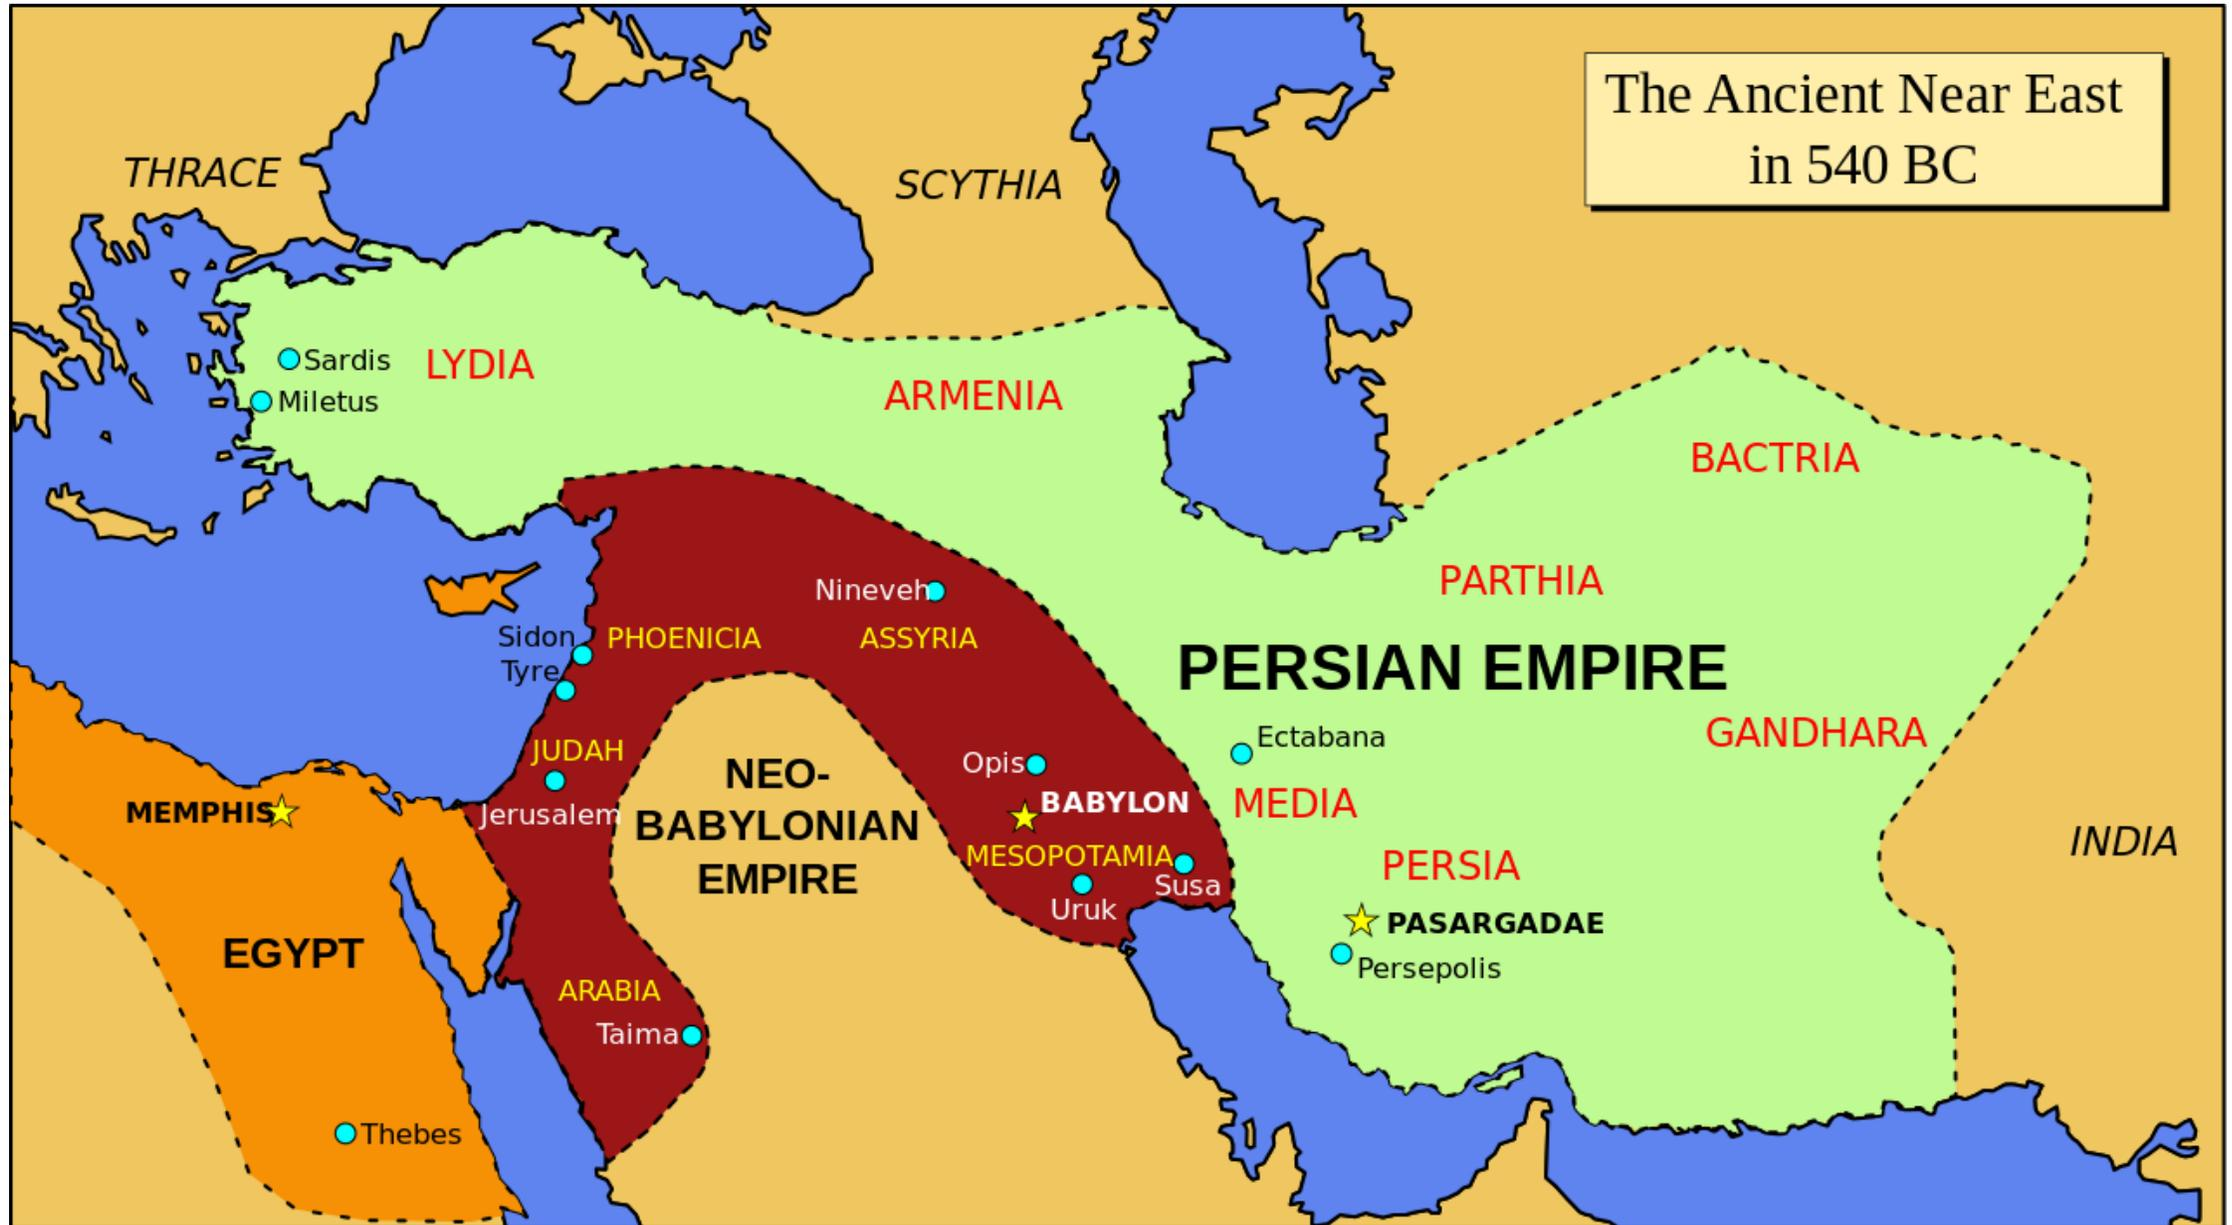 The Ancient Near East
in 540 BC
THRACE
SCYTHIA
Sardis
LYDIA
Miletus
ARMENIA
BACTRIA
PARTHIA
Nineveh
Sidon
PHOENICIA
ASSYRIA
Tyre
PERSIAN EMPIRE
GANDHARA
Ectabana
JUDAH
Opis
NEO-
BABYLONIAN
EMPIRE
BABYLON
MEDIA
MEMPHIS
Jerusalem
INDIA
MESOPOTAMIA
PERSIA
Susa
Uruk
PASARGADAE
EGYPT
Persepolis
ARABIA
Taima
Thebes